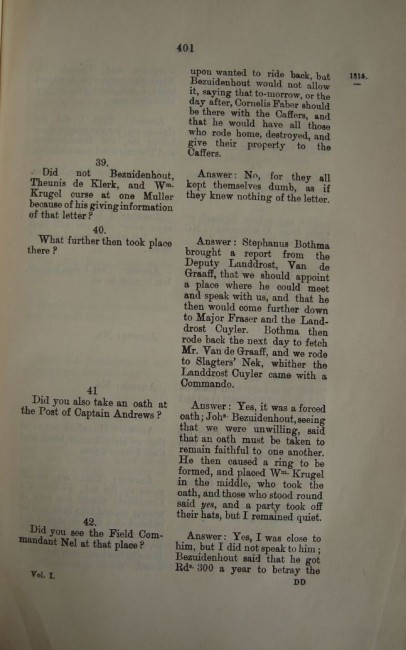 401
upon wanted to ride back, but
Bezuidenhout would not allow
it, saying that to-morrow, or the
day after, Cornelis Faber should
be there with the Caffers, and
that he would have all those
who rode home, destroyed, and
give their property to the
Caffers.
1815.
39.
Did not Bezuidenhout,
Theunis de Klerk, and Wm.
Krugel curse at one Muller
because of his giving information
of that letter?
Answer: No, for they all
kept themselves dumb, as if
they knew nothing of the letter.
40.
What further then took place
there?
Answer: Stephanus Bothma
brought a report from the
Deputy Landdrost, Van de
Graaff, that we should appoint
a place where he could meet
and speak with us, and that he
then would come further down
to Major Fraser and the Land-
drost Cuyler. Bothma then
rode back the next day to fetch
Mr. Van de Graaff, and we rode
to Slagters' Nek, whither the
Landdrost Cuyler came with a
Commando.
41
Did you also take an oath at
the Post of Captain Andrews?
Answer: Yes, it was a forced
oath; Johs. Bezuidenhout, seeing
that we were unwilling, said
that an oath must be taken to
remain faithful to one another.
He then caused a ring to be
formed, and placed Wm. Krugel
in the middle, who took the
oath, and those who stood round
said yes, and a party took off
their hats, but I remained quiet.
42.
Did you see the Field Com-
mandant Nel at that place?
Answer: Yes, I was close to
him, but I did not speak to him;
Bezuidenhout said that he got
Rds. 300 a year to betray the
Vol. I.
DD